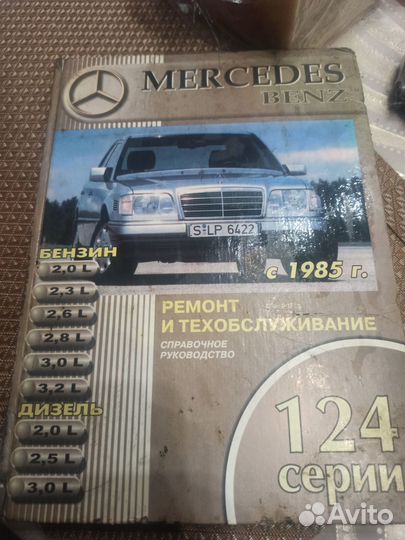 MERCEDES
BENZ
S LP 6422
с 1985 г.
БЕНЗИН
2,0 L
2,3 L
2,6 L
2,8 L
3,0 L
3,2 L
ДИЗЕЛЬ
2,0 L
2,5 L
3,0 L
РЕМОНТ
И ТЕХОБСЛУЖИВАНИЕ
СПРАВОЧНОЕ
РУКОВОДСТВО
124
серии
Avito